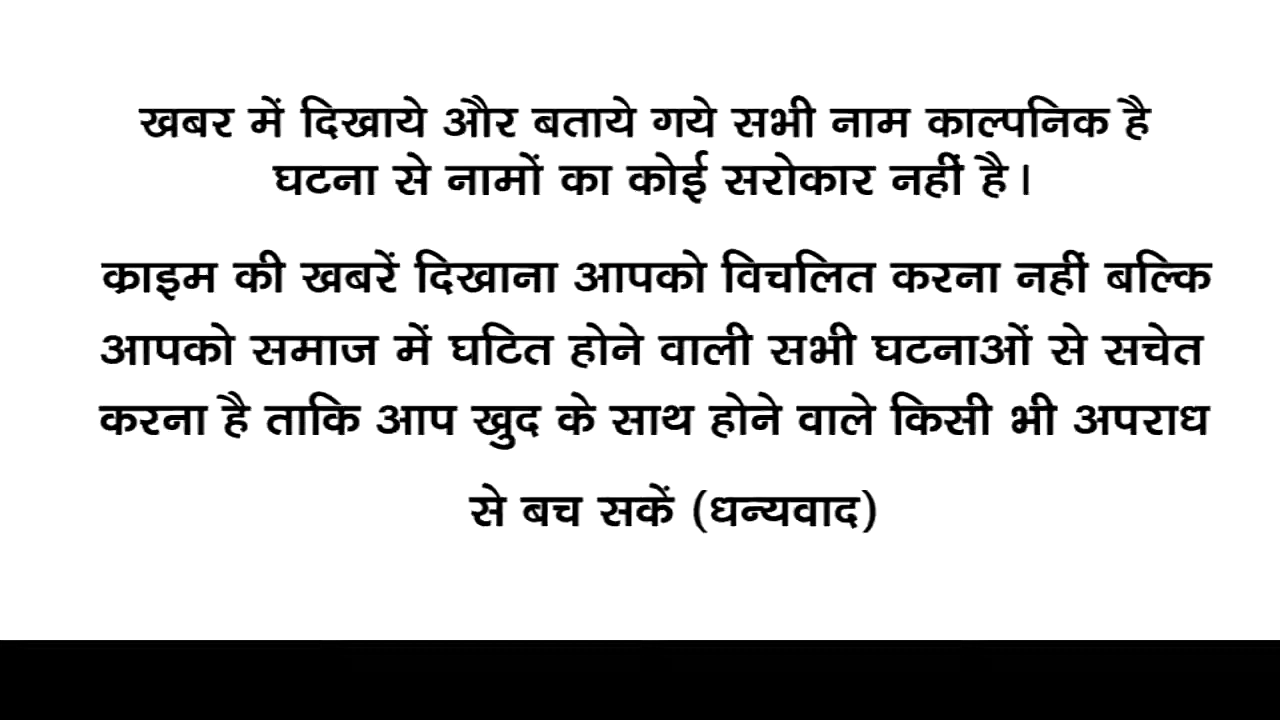 खबर में दिखाये और बताये गये सभी नाम काल्पनिक है
घटना से नामों का कोई सरोकार नहीं है।
क्राइम की खबरें दिखाना आपको विचलित करना नहीं बल्कि
आपको समाज में घटित होने वाली सभी घटनाओं से सचेत
करना है ताकि आप खुद के साथ होने वाले किसी भी अपराध
से बच सकें (धन्यवाद)